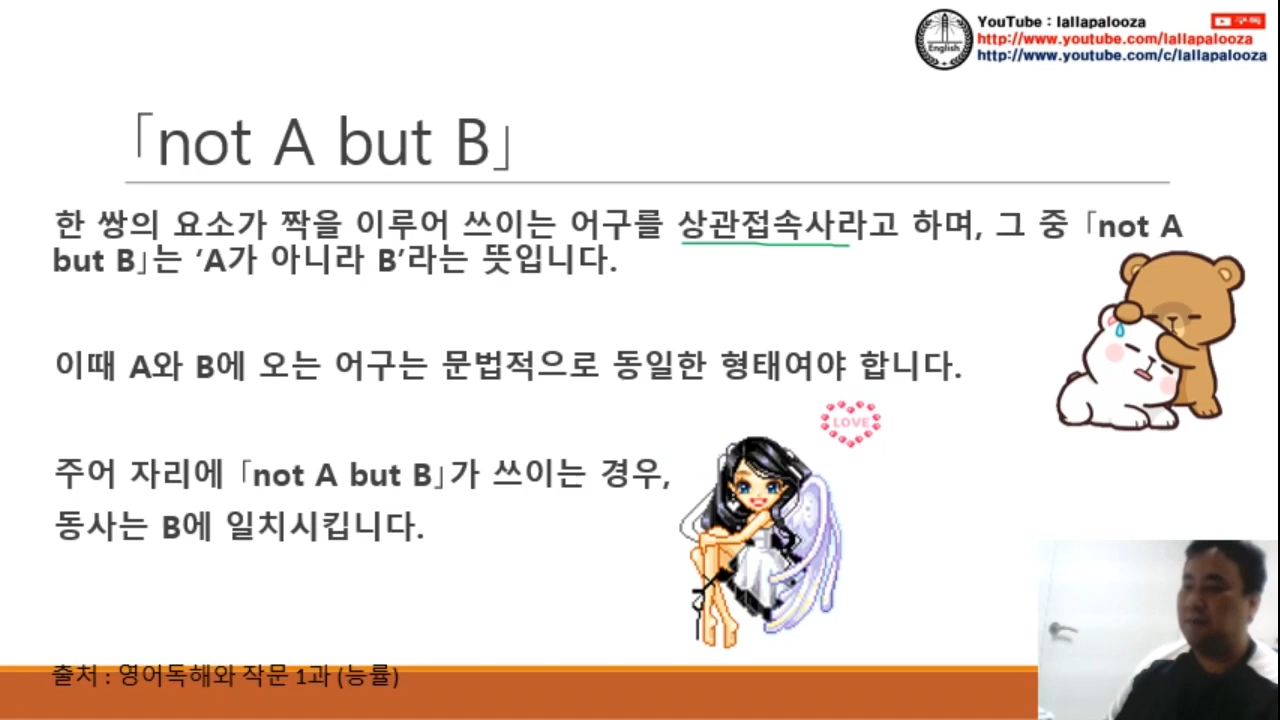 YouTube : lallapalooza
구독
http://www.youtube.com/lallapalooza
English
http://www.youtube.com/c/lallapalooza
「not A but B」
한 쌍의 요소가 짝을 이루어 쓰이는 어구를 상관접속사라고 하며, 그 중 「not A
but B」는 ‘A가 아니라 B’라는 뜻입니다.
이때 A와 B에 오는 어구는 문법적으로 동일한 형태여야 합니다.
LOVE
주어 자리에 「not A but B」가 쓰이는 경우,
동사는 B에 일치시킵니다.
출처 : 영어독해와 작문 1과 (능률)